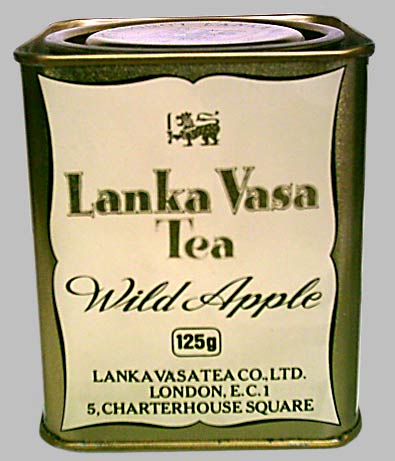 Lanka Vasa
Tea
Wild Apple
125g
LANKAVASATEA CO., LTD.
LONDON, E.C.1
5, CHARTERHOUSE SQUARE